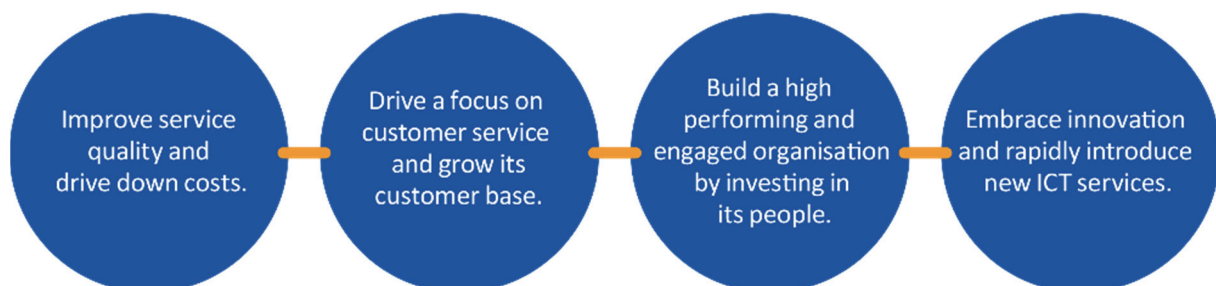 Improve service
quality and
drive down costs.
Drive a focus on
customer service
and grow its
customer base.
Build a high
performing and
engaged organisation
by investing in
its people.
Embrace innovation
and rapidly introduce
new ICT services.